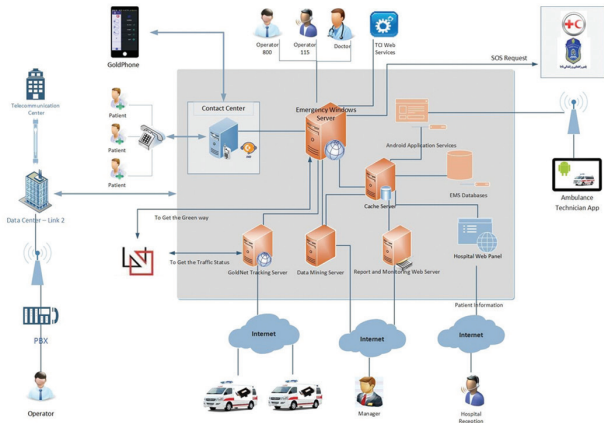 GoldPhone
Operator
800
Operator
115
Doctor
TCI Web
Services
SOS Request
Telecommunication
Center
Contact Center
Emergency Windows
Server
Patient
Patient
Patient
Android Application Services
Cache Server
EMS Databases
Ambulance
Technician App
Data Center – Link 2
To Get the Green way
To Get the Traffic Status
GoldNet Tracking Server
Data Mining Server
Report and Monitoring Web Server
Hospital Web Panel
Patient Information
PBX
Internet
Internet
Internet
Operator
Manager
Hospital
Reception